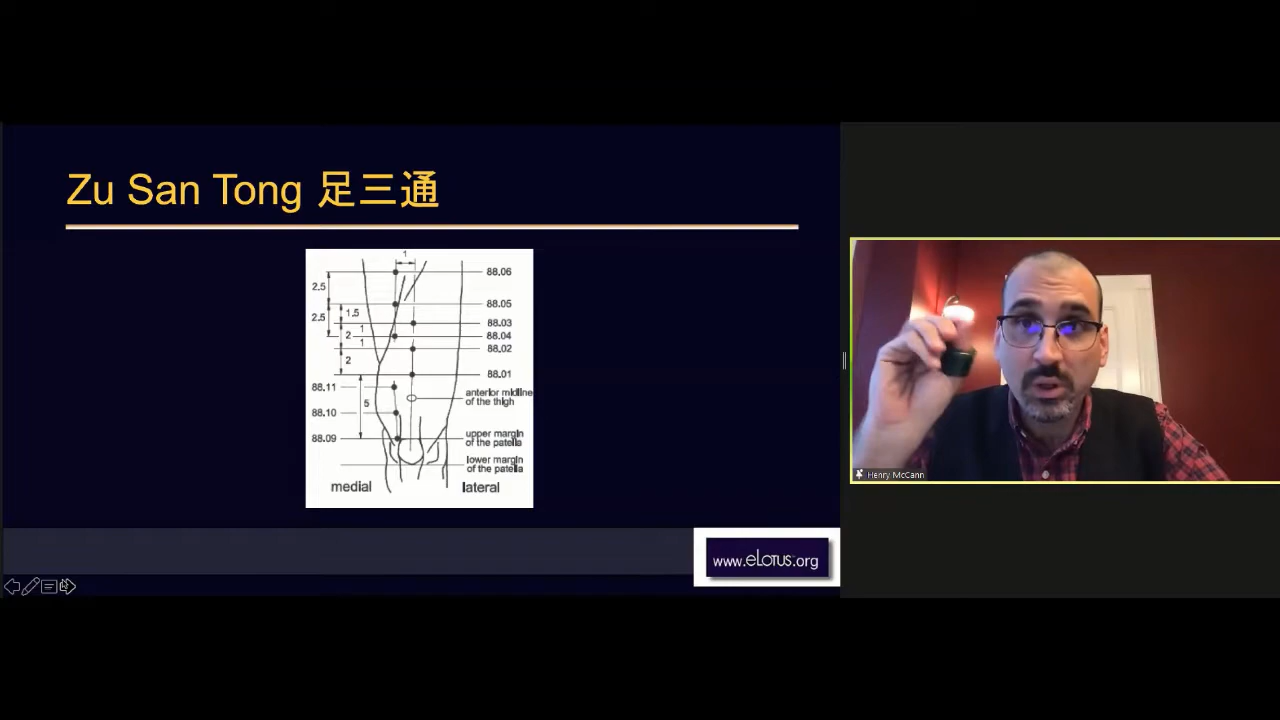 Zu San Tong 足三通
1
88.06
2.5
88.05
1.5
2.5
88.03
1
2
88.04
1
88.02
2
88.01
88.11
anterior midline
of the thigh
5
88.10
upper margin
of the patella
88.09
lower margin
of the patella
medial
lateral
www.eLOTUS.org
Henry McCann